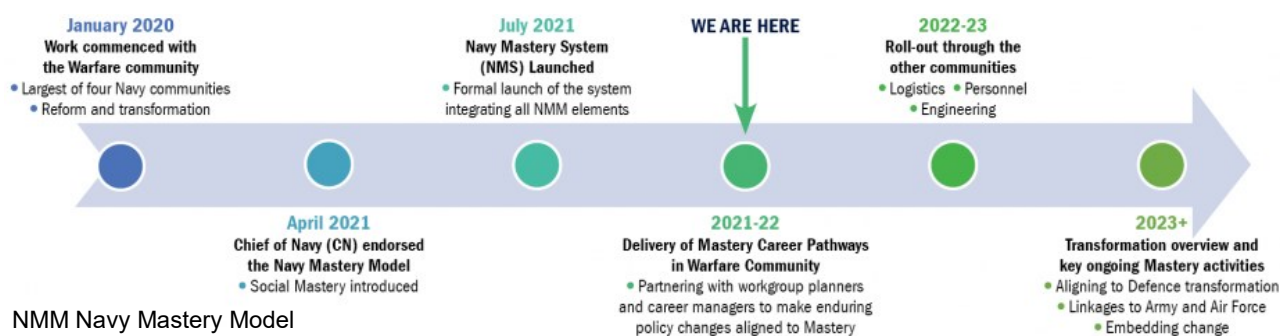 January 2020
Work commenced with
the Warfare community
• Largest of four Navy communities
• Reform and transformation
April 2021
Chief of Navy (CN) endorsed
the Navy Mastery Model
• Social Mastery introduced
July 2021
Navy Mastery System
(NMS) Launched
• Formal launch of the system
integrating all NMM elements
WE ARE HERE
2021-22
Delivery of Mastery Career Pathways
in Warfare Community
• Partnering with workgroup planners
and career managers to make enduring
policy changes aligned to Mastery
2022-23
Roll-out through the
other communities
• Logistics • Personnel
• Engineering
2023+
Transformation overview and
key ongoing Mastery activities
• Aligning to Defence transformation
• Linkages to Army and Air Force
• Embedding change
NMM Navy Mastery Model